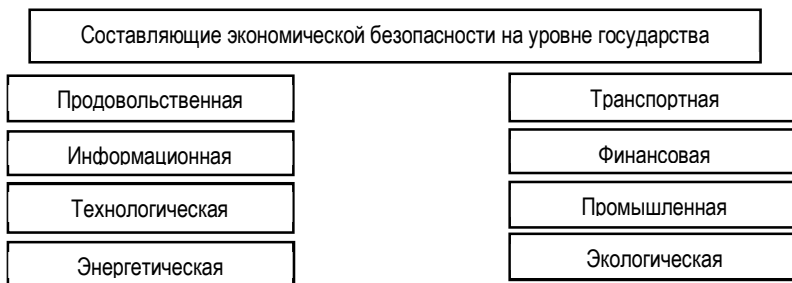 Составляющие экономической безопасности на уровне государства
Продовольственная
Транспортная
Информационная
Финансовая
Технологическая
Промышленная
Энергетическая
Экологическая